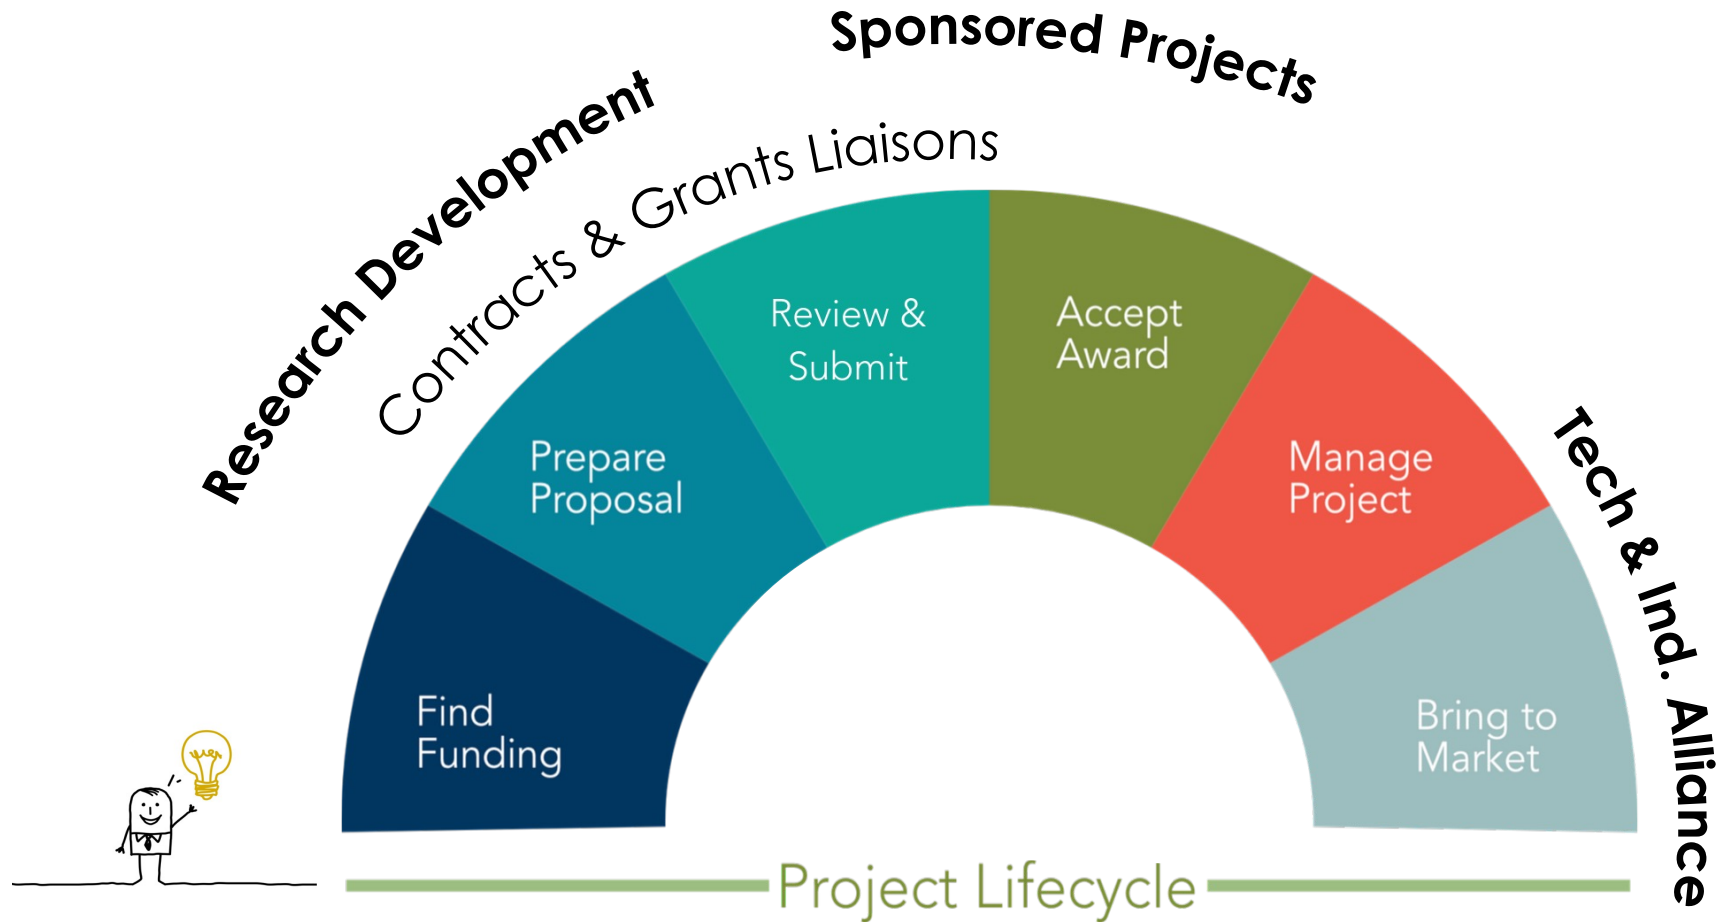 Sponsored Projects
Research Development
Contracts & Grants Liaisons
Tech & Ind. Alliance
Find
Funding
Prepare
Proposal
Review &
Submit
Accept
Award
Manage
Project
Bring to
Market
Project Lifecycle